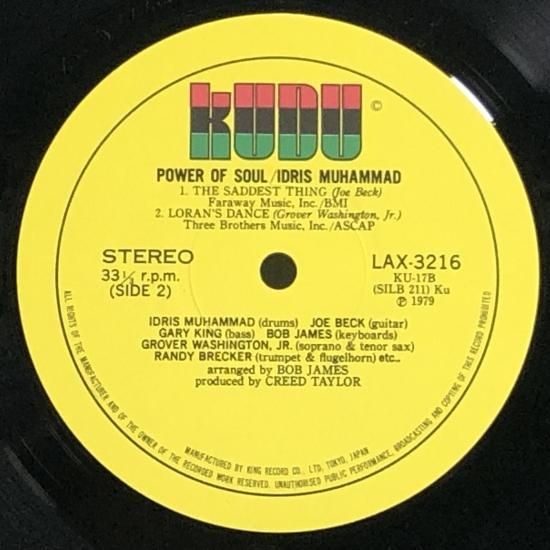 KUDU
©
POWER OF SOUL/IDRIS MUHAMMAD
1. THE SADDEST THING (Joe Beck)
Faraway Music, Inc./BMI
2. LORAN'S DANCE (Grover Washington, Jr.)
Three Brothers Music, Inc./ASCAP
STEREO
33⅓ r.p.m.
(SIDE 2)
LAX-3216
KU-17B
(SILB 211) Ku
℗ 1979
IDRIS MUHAMMAD (drums) JOE BECK (guitar)
GARY KING (bass) BOB JAMES (keyboards)
GROVER WASHINGTON, JR. (soprano & tenor sax)
RANDY BRECKER (trumpet & flugelhorn) etc..
arranged by BOB JAMES
produced by CREED TAYLOR
MANUFACTURED BY KING RECORD CO., LTD, TOKYO, JAPAN
ALL RIGHTS OF THE MANUFACTURER AND OF THE OWNER OF THE RECORDED WORK RESERVED. UNAUTHORISED PUBLIC PERFORMANCE, BROADCASTING AND COPYING OF THIS RECORD PROHIBITED